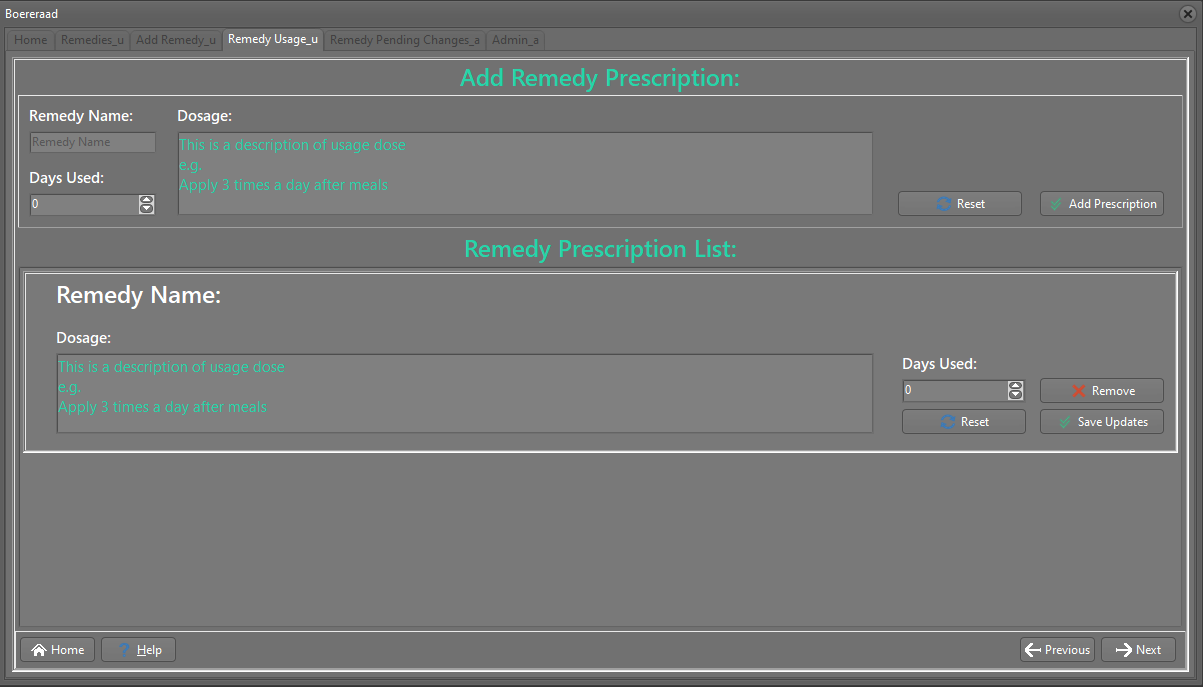 Boereraad
Home Remedies_u Add Remedy_u Remedy Usage_u Remedy Pending Changes_a Admin_a
Add Remedy Prescription:
Remedy Name: Dosage:
Remedy Name
This is a description of usage dose
e.g.
Apply 3 times a day after meals
Days Used:
0
Reset Add Prescription
Remedy Prescription List:
Remedy Name:
Dosage:
This is a description of usage dose
e.g.
Apply 3 times a day after meals
Days Used:
0
Remove
Reset Save Updates
Home ? Help Previous Next